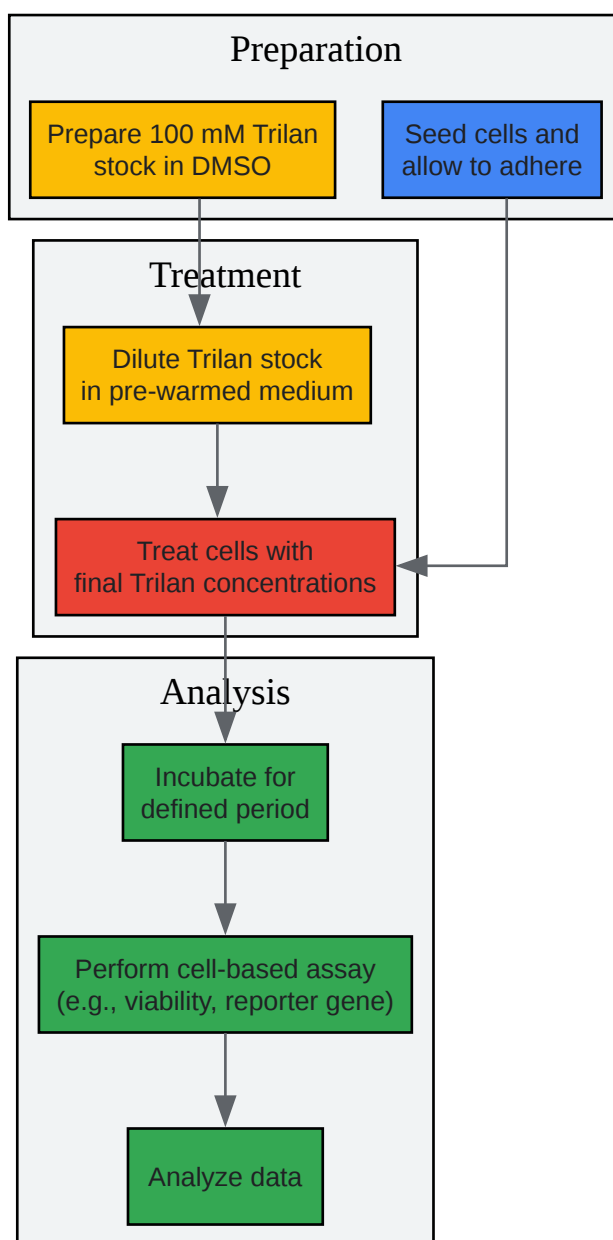 Preparation
Prepare 100 mM Trilan
stock in DMSO
Seed cells and
allow to adhere
Treatment
Dilute Trilan stock
in pre-warmed medium
Treat cells with
final Trilan concentrations
Analysis
Incubate for
defined period
Perform cell-based assay
(e.g., viability, reporter gene)
Analyze data